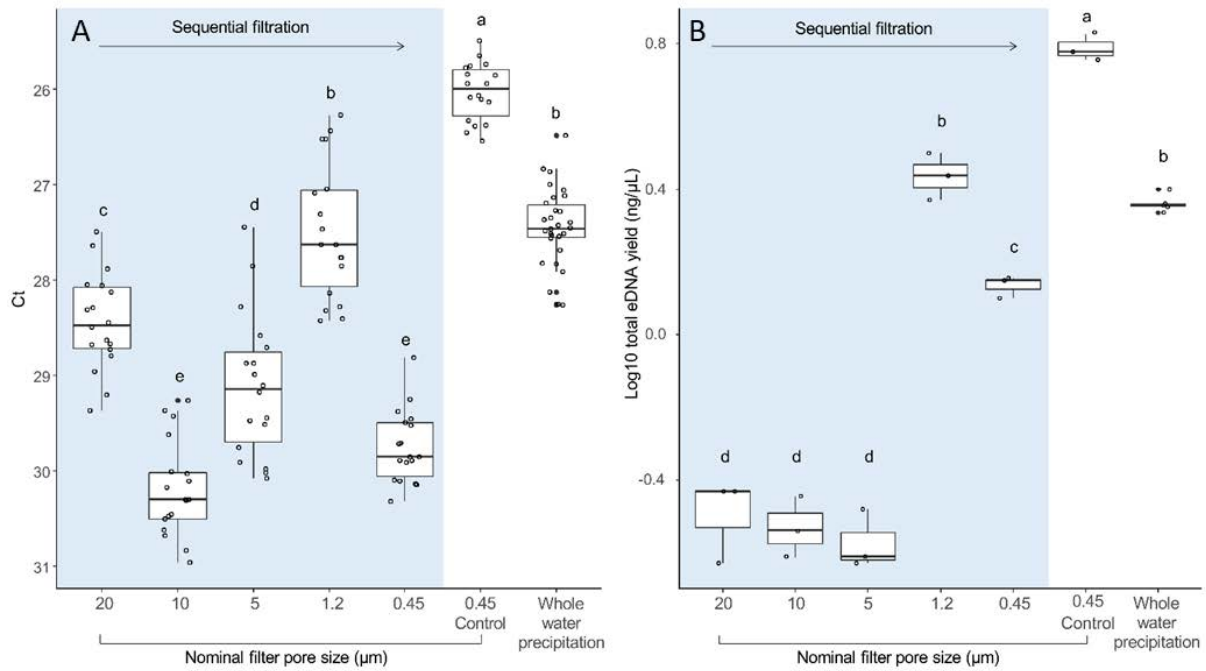 A
Sequential filtration
a
b
b
c
d
e
e
26
27
28
29
30
31
Ct
20
10
5
1.2
0.45
0.45
Control
Whole
water
precipitation
Nominal filter pore size (µm)
B
Sequential filtration
a
b
b
c
d
d
d
0.8
0.4
0.0
-0.4
Log10 total eDNA yield (ng/µL)
20
10
5
1.2
0.45
0.45
Control
Whole
water
precipitation
Nominal filter pore size (µm)